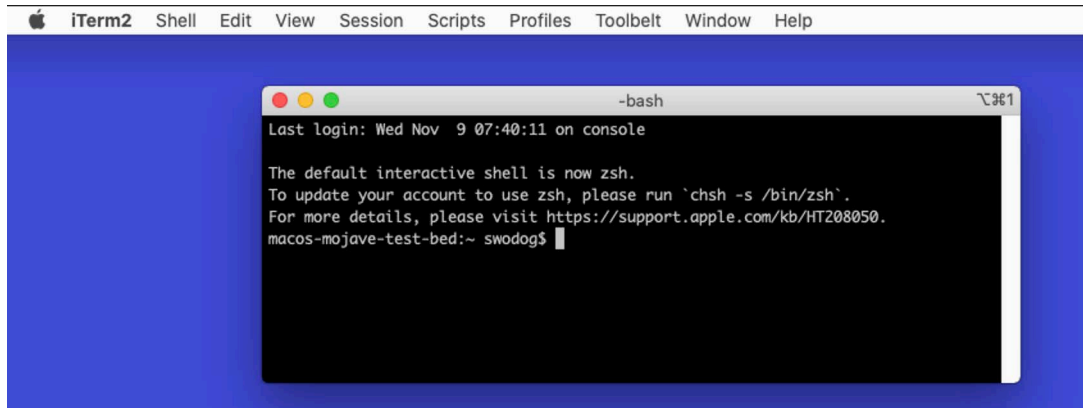 iTerm2 Shell Edit View Session Scripts Profiles Toolbelt Window Help
-bash ⌥⌘1
Last login: Wed Nov  9 07:40:11 on console
The default interactive shell is now zsh.
To update your account to use zsh, please run `chsh -s /bin/zsh`.
For more details, please visit https://support.apple.com/kb/HT208050.
macos-mojave-test-bed:~ swodog$